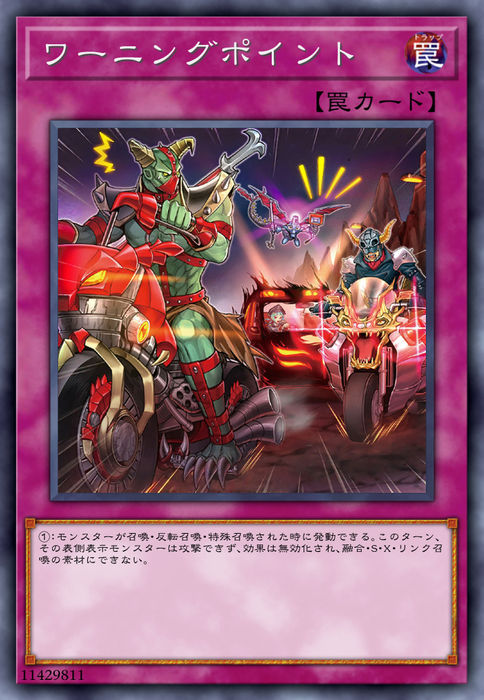 ワーニングポイント
トラップ
罠
【罠カード】
①：モンスターが召喚・反転召喚・特殊召喚された時に発動できる。このターン、
その表側表示モンスターは攻撃できず、効果は無効化され、融合・S・X・リンク召
喚の素材にできない。
11429811